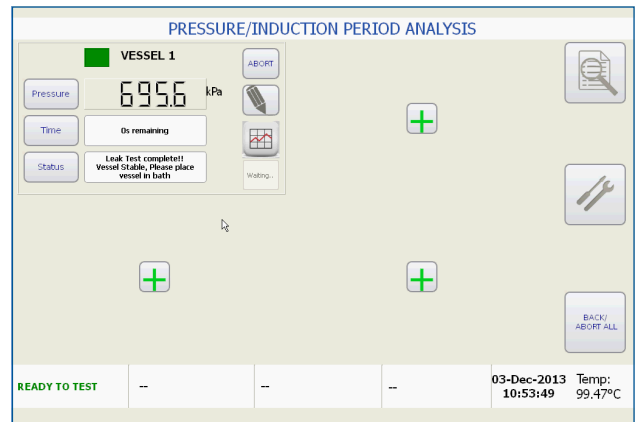 PRESSURE/INDUCTION PERIOD ANALYSIS
VESSEL 1
ABORT
Pressure
695.6 kPa
Time
0s remaining
Status
Leak Test complete!!
Vessel Stable, Please place
vessel in bath
Waiting..
BACK/
ABORT ALL
READY TO TEST
--
--
--
03-Dec-2013
10:53:49
Temp:
99.47°C